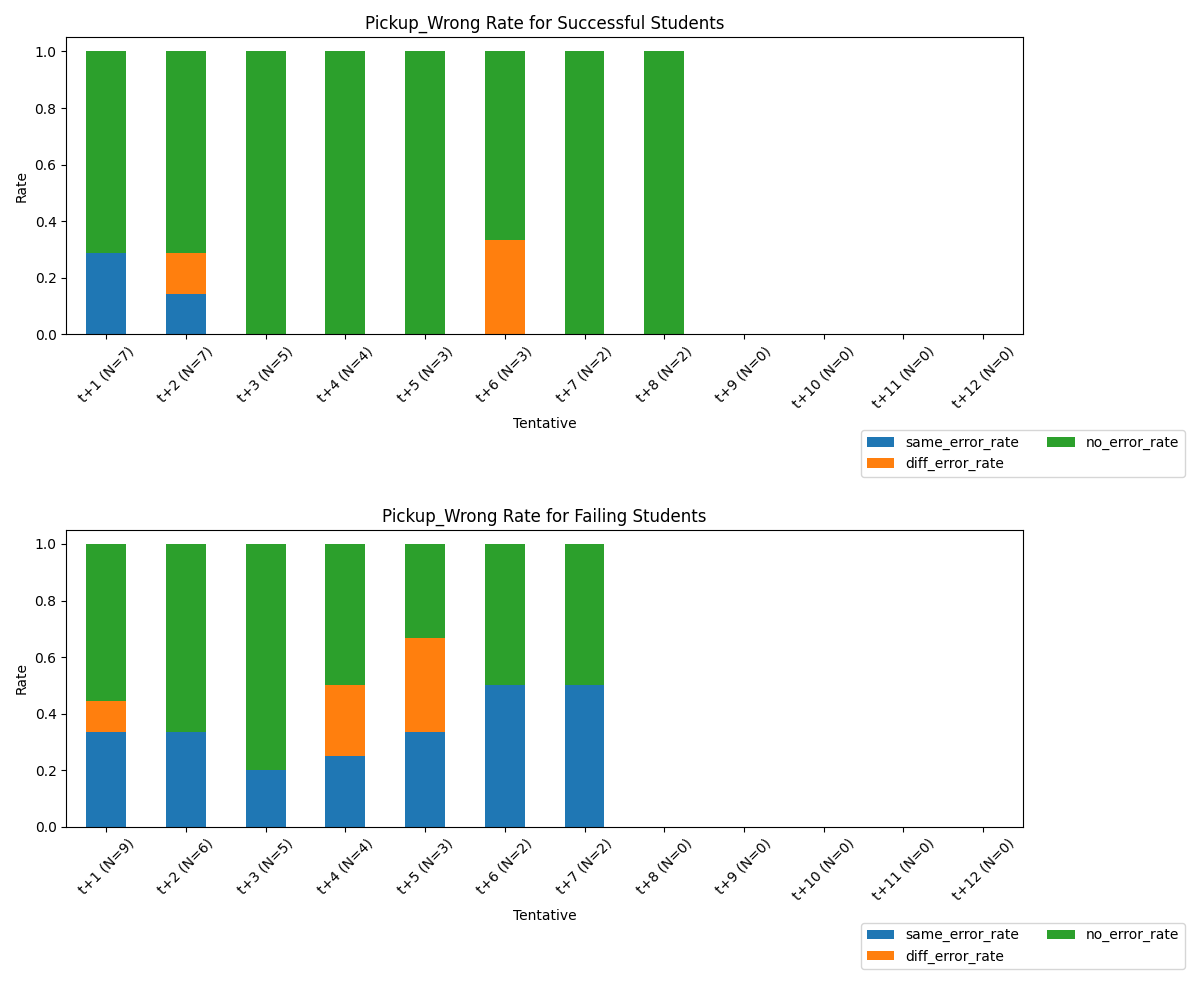 Pickup_Wrong Rate for Successful Students
1.0
0.8
0.6
0.4
0.2
0.0
Rate
t+1 (N=7)
t+2 (N=7)
t+3 (N=5)
t+4 (N=4)
t+5 (N=3)
t+6 (N=3)
t+7 (N=2)
t+8 (N=2)
t+9 (N=0)
t+10 (N=0)
t+11 (N=0)
t+12 (N=0)
Tentative
same_error_rate
diff_error_rate
no_error_rate
Pickup_Wrong Rate for Failing Students
1.0
0.8
0.6
0.4
0.2
0.0
Rate
t+1 (N=9)
t+2 (N=6)
t+3 (N=5)
t+4 (N=4)
t+5 (N=3)
t+6 (N=2)
t+7 (N=2)
t+8 (N=0)
t+9 (N=0)
t+10 (N=0)
t+11 (N=0)
t+12 (N=0)
Tentative
same_error_rate
diff_error_rate
no_error_rate